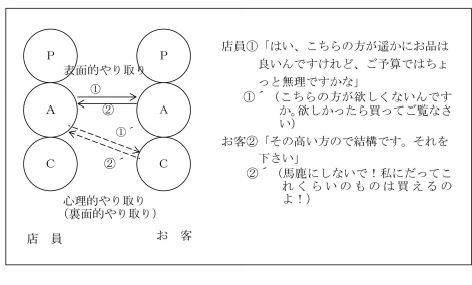 P
P
表面的やり取り
①
A
②
A
①´
C
②´
C
心理的やり取り
（裏面的やり取り）
店　員
お　客
店員①「はい、こちらの方が遥かにお品は
良いんですけれど、ご予算ではちょ
っと無理ですかな」
①´（こちらの方が欲しくないんです
か。欲しかったら買ってご覧なさ
い）
お客②「その高い方ので結構です。それを
下さい」
②´（馬鹿にしないで！私にだってこ
れくらいのものは買えるの
よ！）